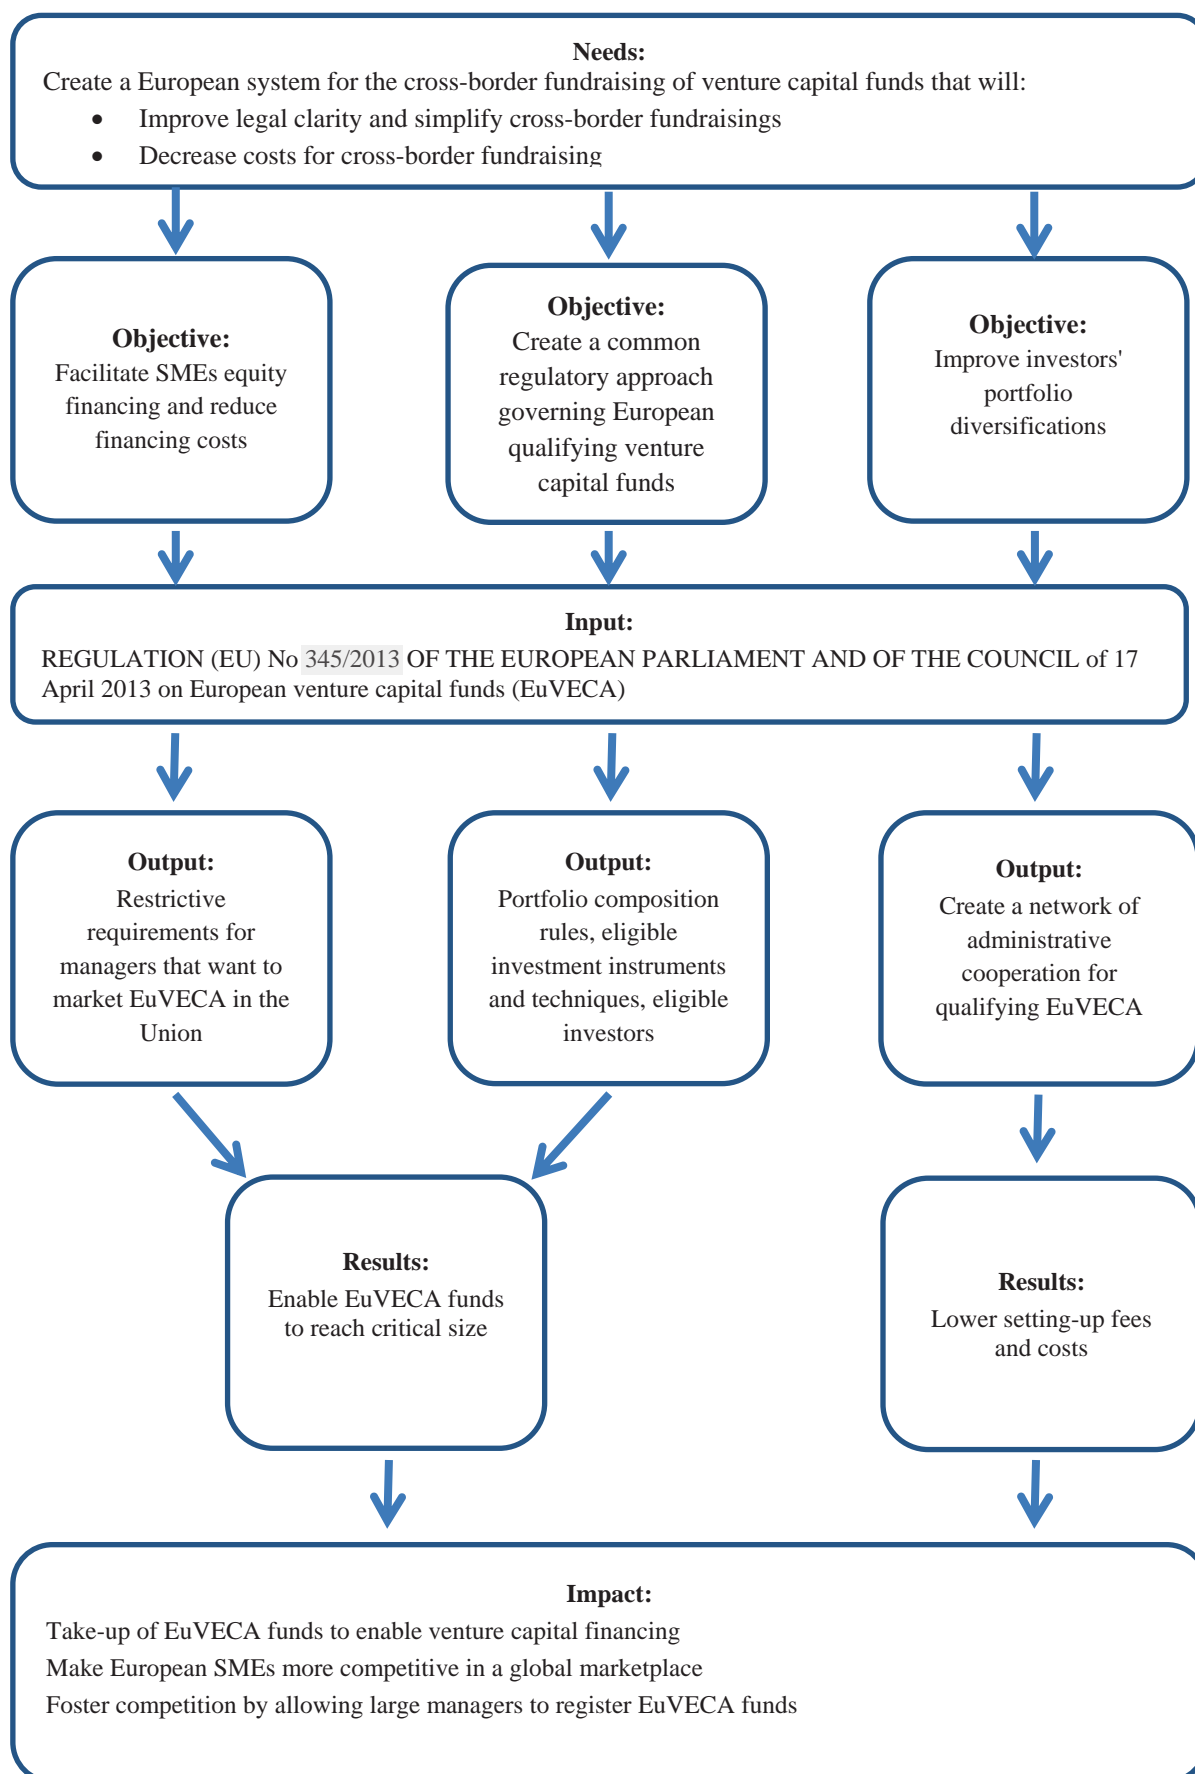 Needs:
Create a European system for the cross-border fundraising of venture capital funds that will:
• Improve legal clarity and simplify cross-border fundraisings
• Decrease costs for cross-border fundraising
Objective:
Facilitate SMEs equity
financing and reduce
financing costs
Objective:
Create a common
regulatory approach
governing European
qualifying venture
capital funds
Objective:
Improve investors'
portfolio
diversifications
Input:
REGULATION (EU) No 345/2013 OF THE EUROPEAN PARLIAMENT AND OF THE COUNCIL of 17
April 2013 on European venture capital funds (EuVECA)
Output:
Restrictive
requirements for
managers that want to
market EuVECA in the
Union
Output:
Portfolio composition
rules, eligible
investment instruments
and techniques, eligible
investors
Output:
Create a network of
administrative
cooperation for
qualifying EuVECA
Results:
Enable EuVECA funds
to reach critical size
Results:
Lower setting-up fees
and costs
Impact:
Take-up of EuVECA funds to enable venture capital financing
Make European SMEs more competitive in a global marketplace
Foster competition by allowing large managers to register EuVECA funds